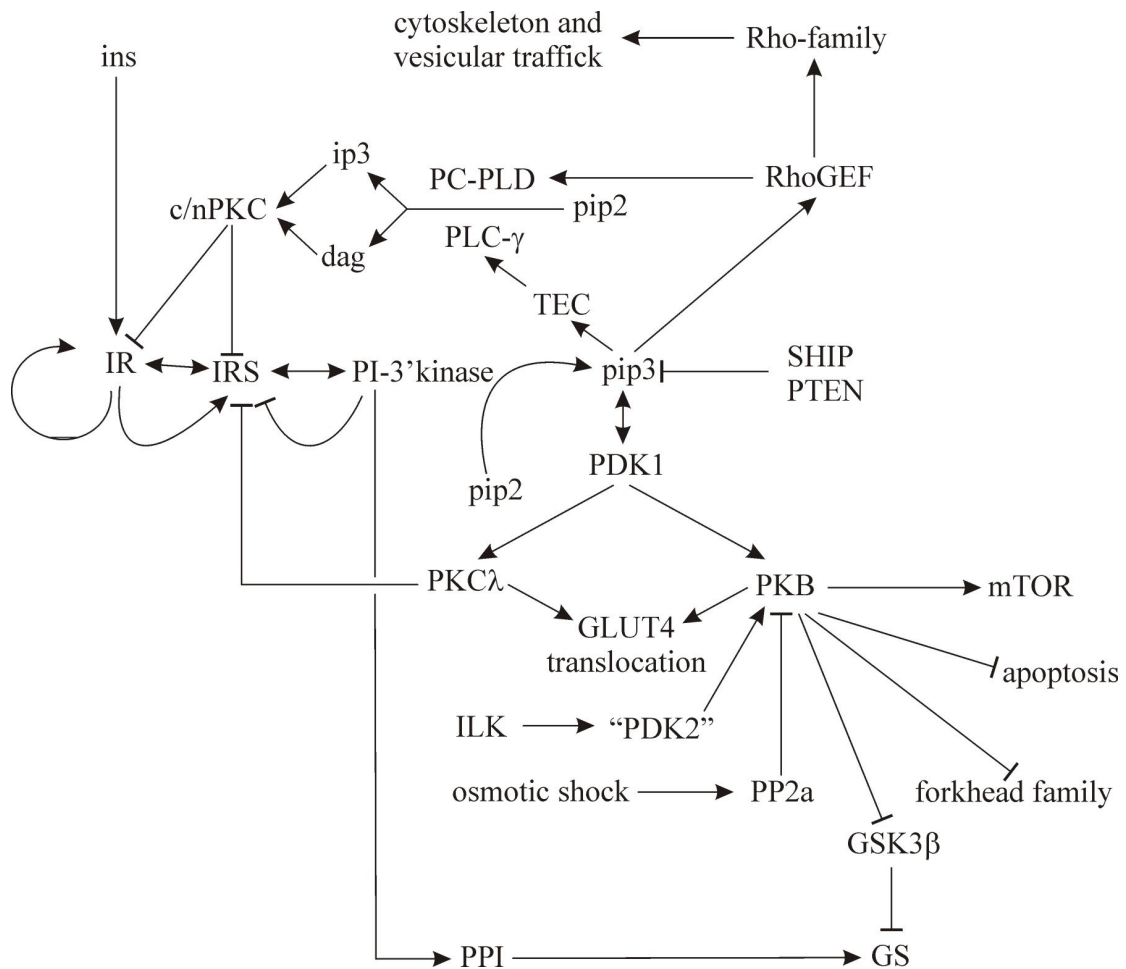 cytoskeleton and
vesicular traffick
Rho-family
ins
ip3
PC-PLD
RhoGEF
c/nPKC
pip2
dag
PLC-γ
TEC
IR
IRS
PI-3’kinase
pip3
SHIP
PTEN
PDK1
pip2
PKCλ
PKB
mTOR
GLUT4
translocation
apoptosis
ILK
“PDK2”
osmotic shock
PP2a
forkhead family
GSK3β
PPI
GS